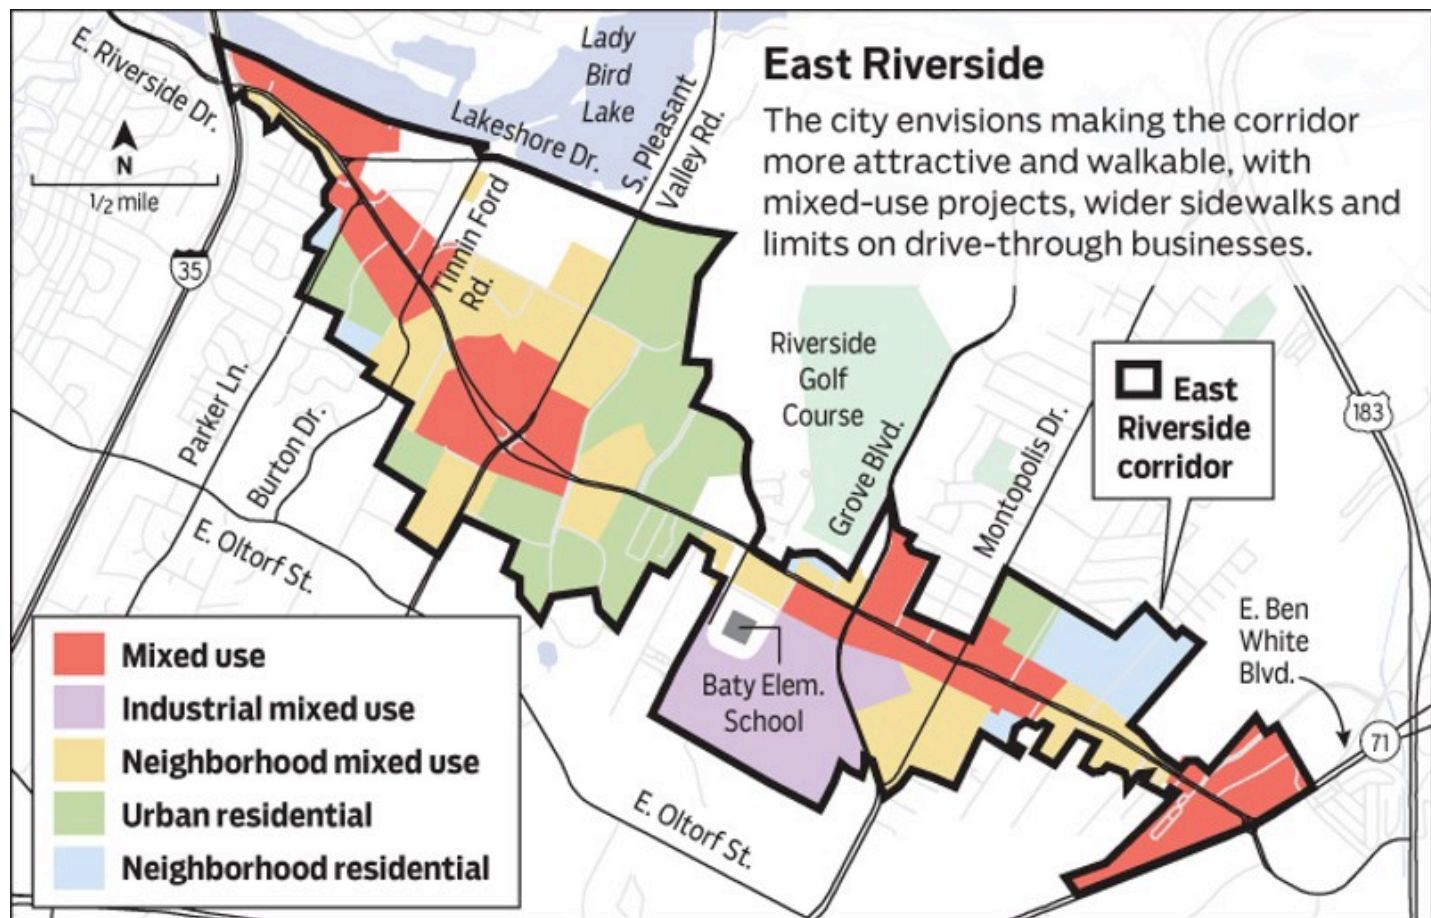 East Riverside
The city envisions making the corridor
more attractive and walkable, with
mixed-use projects, wider sidewalks and
limits on drive-through businesses.
E. Riverside Dr.
N
1/2 mile
35
Lady
Bird
Lake
Lakeshore Dr.
S. Pleasant
Valley Rd.
Tinnin Ford
Rd.
Parker Ln.
Burton Dr.
E. Oltorf St.
Riverside
Golf
Course
Grove Blvd.
Montopolis Dr.
East
Riverside
corridor
183
E. Ben
White
Blvd.
71
Baty Elem.
School
E. Oltorf St.
Mixed use
Industrial mixed use
Neighborhood mixed use
Urban residential
Neighborhood residential